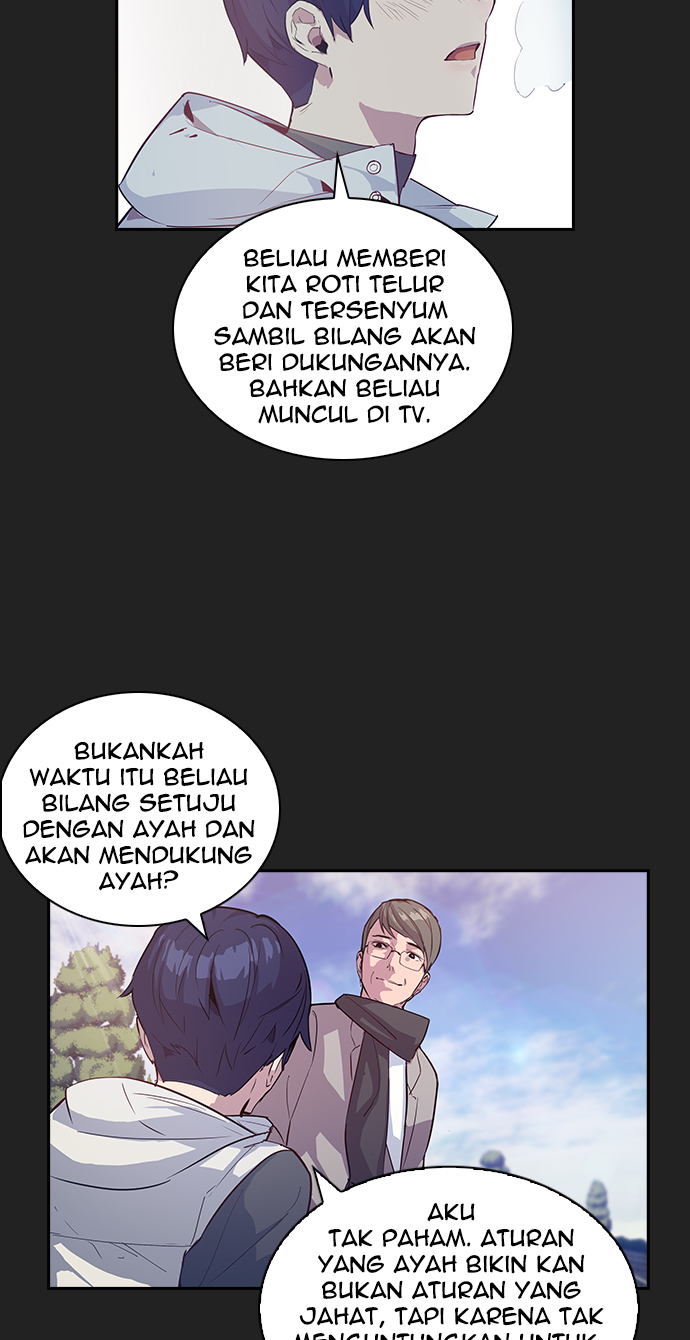 BELIAU MEMBERI
KITA ROTI TELUR
DAN TERSENYUM
SAMBIL BILANG AKAN
BERI DUKUNGANNYA.
BAHKAN BELIAU
MUNCUL DI TV.
BUKANKAH
WAKTU ITU BELIAU
BILANG SETUJU
DENGAN AYAH DAN
AKAN MENDUKUNG
AYAH?
AKU
TAK PAHAM. ATURAN
YANG AYAH BIKIN KAN
BUKAN ATURAN YANG
JAHAT, TAPI KARENA TAK
MENGUNTUNGKAN UNTUK